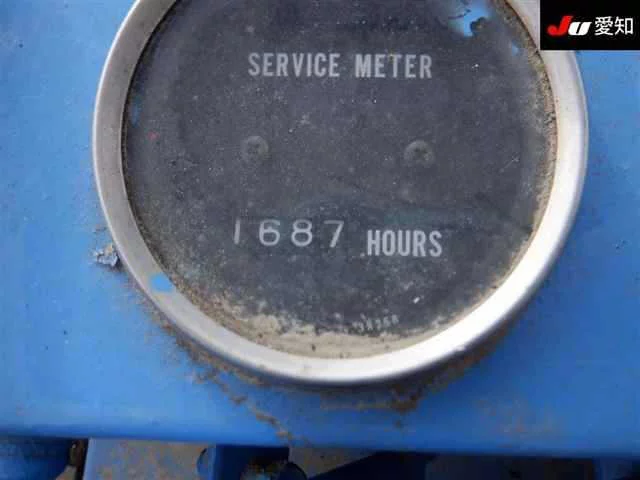 JU 愛知
SERVICE METER
1687 HOURS